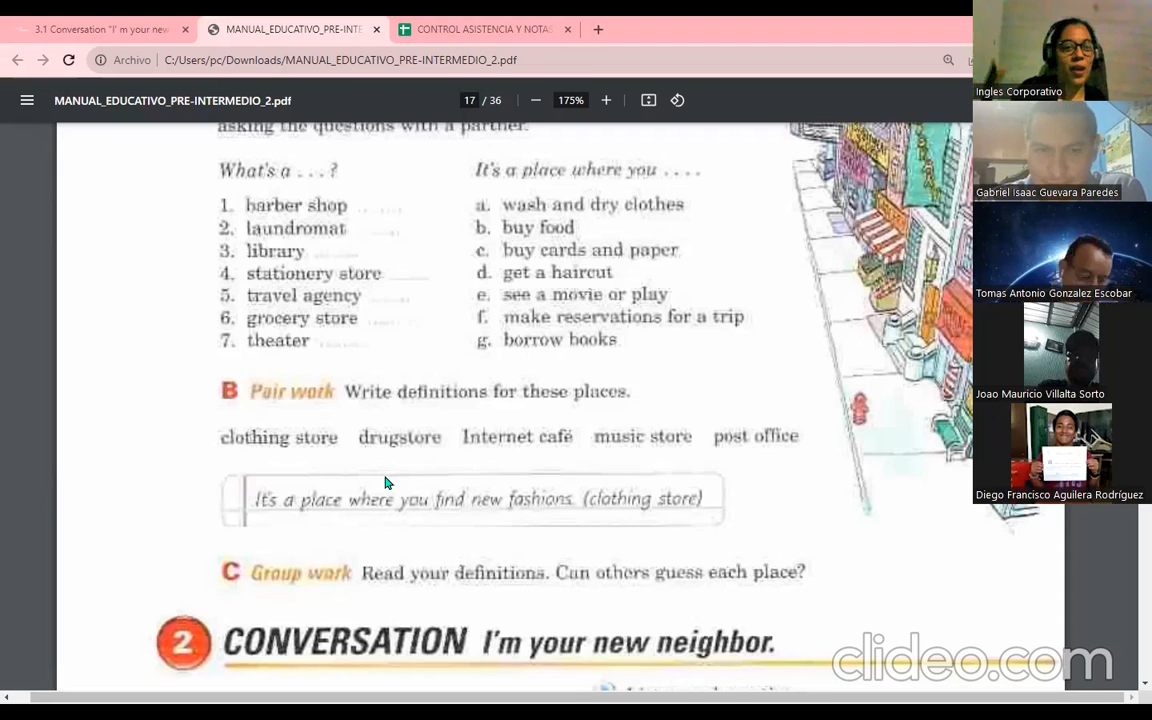 3.1 Conversation "I' m your new
MANUAL_EDUCATIVO_PRE-INTE
CONTROL ASISTENCIA Y NOTAS
Archivo
C:/Users/pc/Downloads/MANUAL_EDUCATIVO_PRE-INTERMEDIO_2.pdf
MANUAL_EDUCATIVO_PRE-INTERMEDIO_2.pdf
17 / 36
175%
asking the questions with a partner.
What's a . . . ?
It's a place where you . . . .
1. barber shop
a. wash and dry clothes
2. laundromat
b. buy food
3. library
c. buy cards and paper
4. stationery store
d. get a haircut
5. travel agency
e. see a movie or play
6. grocery store
f. make reservations for a trip
7. theater
g. borrow books
B Pair work Write definitions for these places.
clothing store drugstore Internet café music store post office
It's a place where you find new fashions. (clothing store)
C Group work Read your definitions. Can others guess each place?
2 CONVERSATION I'm your new neighbor.
Ingles Corporativo
Gabriel Isaac Guevara Paredes
Tomas Antonio Gonzalez Escobar
Joao Mauricio Villalta Sorto
Diego Francisco Aguilera Rodríguez
clideo.com